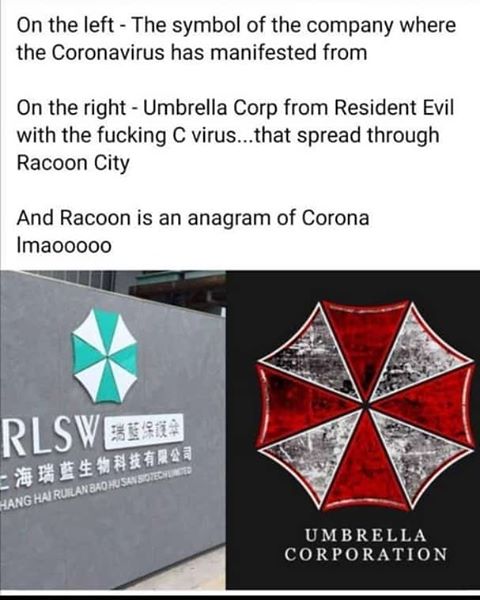 On the left - The symbol of the company where
the Coronavirus has manifested from
On the right - Umbrella Corp from Resident Evil
with the fucking C virus...that spread through
Racoon City
And Racoon is an anagram of Corona
lmaooooo
RLSW 瑞藍保護傘
上海瑞藍生物科技有限公司
HANG HAI RUILAN BAO HU SAN BIOTECH LIMITED
UMBRELLA
CORPORATION